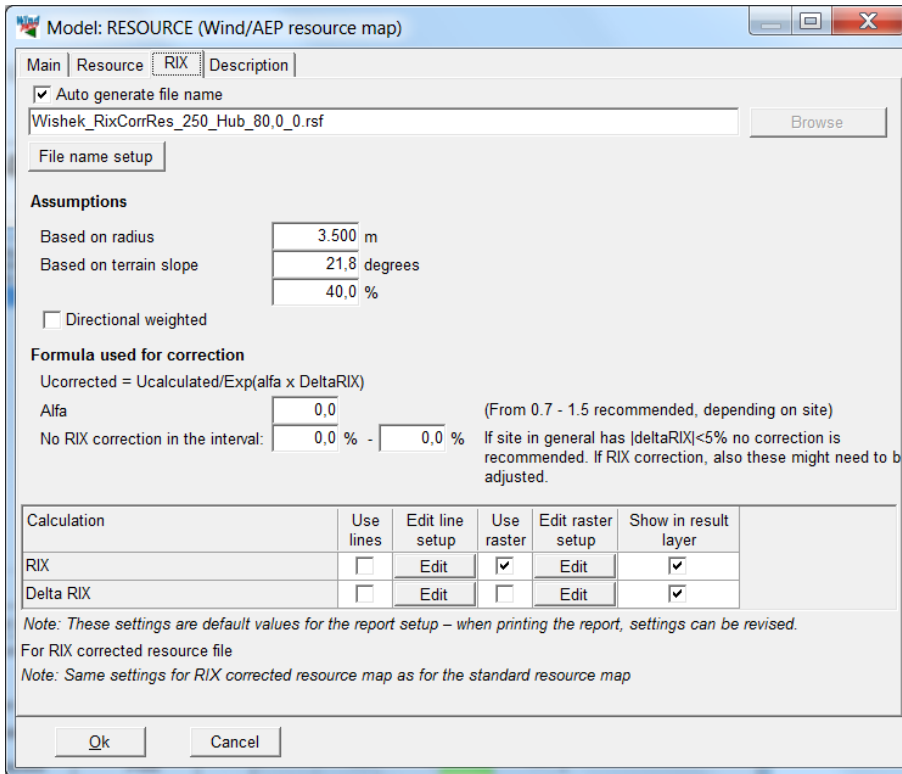 Model: RESOURCE (Wind/AEP resource map)
Main Resource RIX Description
Auto generate file name
Wishek_RixCorrRes_250_Hub_80,0_0.rsf Browse
File name setup
Assumptions
Based on radius 3.500 m
Based on terrain slope 21,8 degrees
40,0 %
Directional weighted
Formula used for correction
Ucorrected = Ucalculated/Exp(alfa x DeltaRIX)
Alfa 0,0 (From 0.7 - 1.5 recommended, depending on site)
No RIX correction in the interval: 0,0 % - 0,0 % If site in general has |deltaRIX|<5% no correction is
recommended. If RIX correction, also these might need to b
adjusted.
Calculation Use Edit line Use Edit raster Show in result
lines setup raster setup layer
RIX Edit Edit
Delta RIX Edit Edit
Note: These settings are default values for the report setup – when printing the report, settings can be revised.
For RIX corrected resource file
Note: Same settings for RIX corrected resource map as for the standard resource map
Ok Cancel